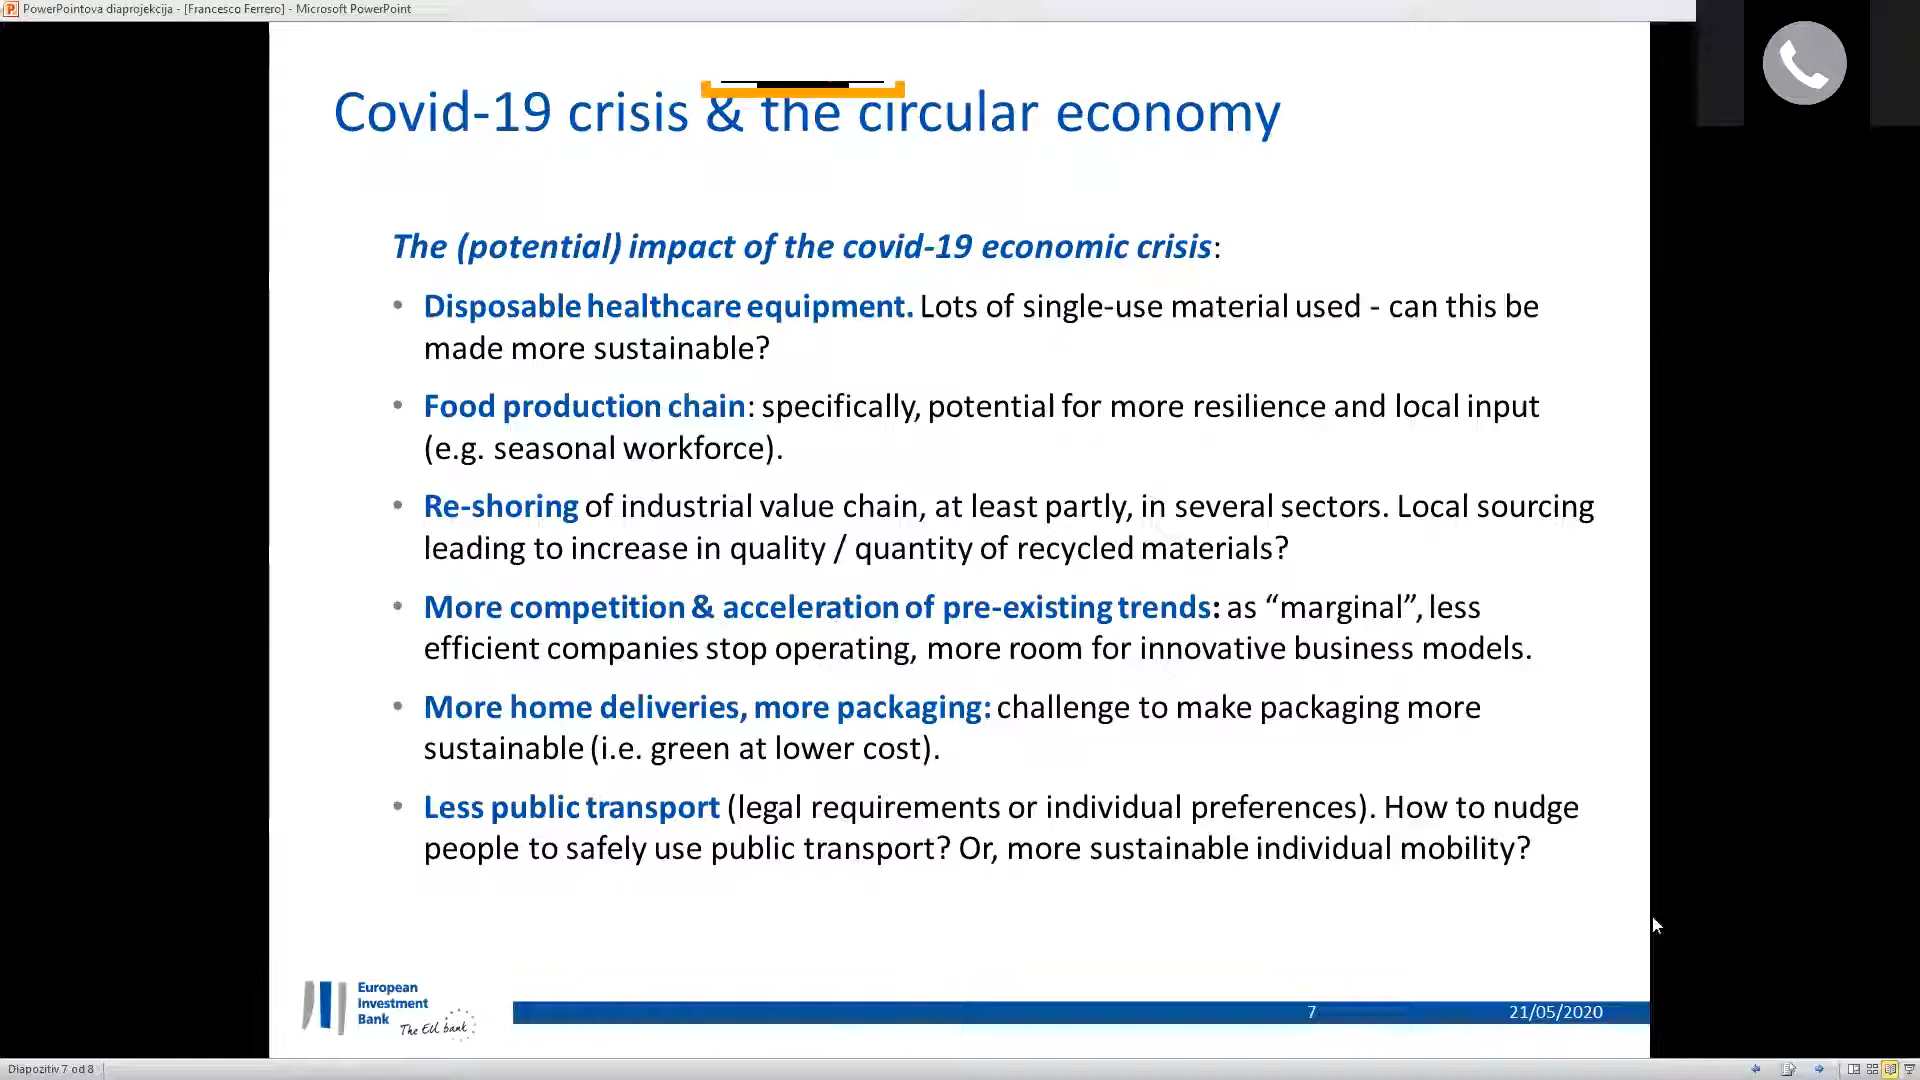 PowerPointova diaprojekcija - [Francesco Ferrero] - Microsoft PowerPoint
Covid-19 crisis & the circular economy
The (potential) impact of the covid-19 economic crisis:
• Disposable healthcare equipment. Lots of single-use material used - can this be
made more sustainable?
• Food production chain: specifically, potential for more resilience and local input
(e.g. seasonal workforce).
• Re-shoring of industrial value chain, at least partly, in several sectors. Local sourcing
leading to increase in quality / quantity of recycled materials?
• More competition & acceleration of pre-existing trends: as “marginal”, less
efficient companies stop operating, more room for innovative business models.
• More home deliveries, more packaging: challenge to make packaging more
sustainable (i.e. green at lower cost).
• Less public transport (legal requirements or individual preferences). How to nudge
people to safely use public transport? Or, more sustainable individual mobility?
European
Investment
Bank
The EU bank
7
21/05/2020
Diapozitiv 7 od 8